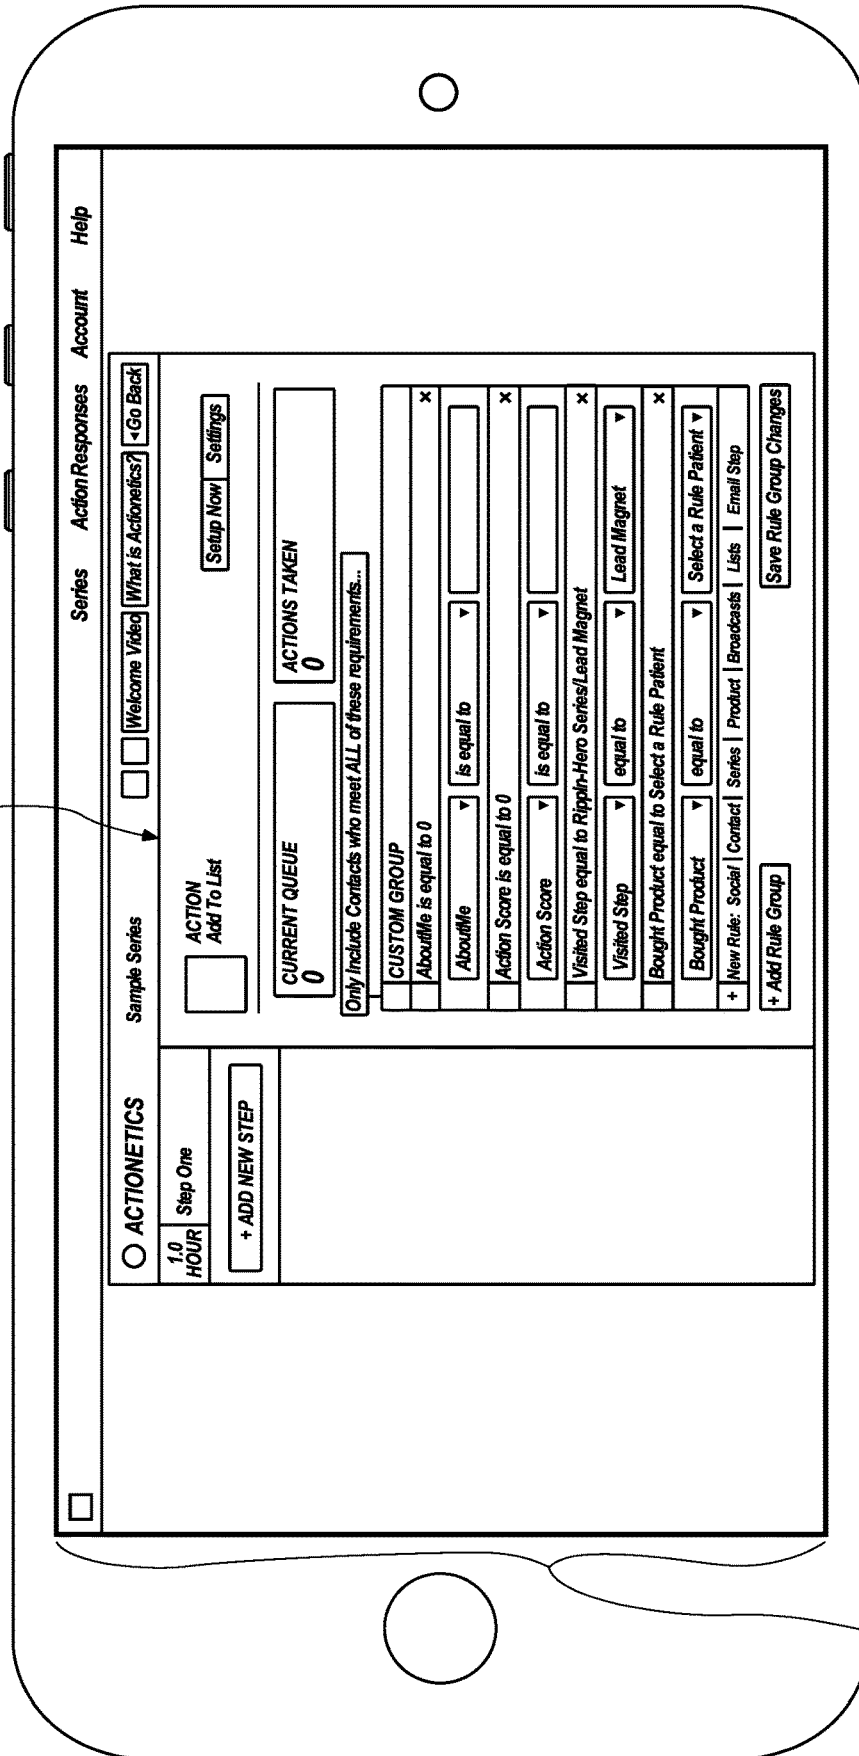 Series Action Responses Account Help
ACTIONETICS Sample Series Welcome Video What is Actionetics? ◂Go Back
1.0
HOUR
Step One
+ ADD NEW STEP
ACTION
Add To List
Setup Now Settings
CURRENT QUEUE
0
ACTIONS TAKEN
0
Only Include Contacts who meet ALL of these requirements...
CUSTOM GROUP
AboutMe is equal to 0 ×
AboutMe ▾ is equal to ▾
Action Score is equal to 0 ×
Action Score ▾ is equal to ▾
Visited Step equal to RippIn-Hero Series/Lead Magnet ×
Visited Step ▾ equal to ▾ Lead Magnet ▾
Bought Product equal to Select a Rule Patient ×
Bought Product ▾ equal to ▾ Select a Rule Patient ▾
+ New Rule: Social | Contact | Series | Product | Broadcasts | Lists | Email Step
+ Add Rule Group Save Rule Group Changes